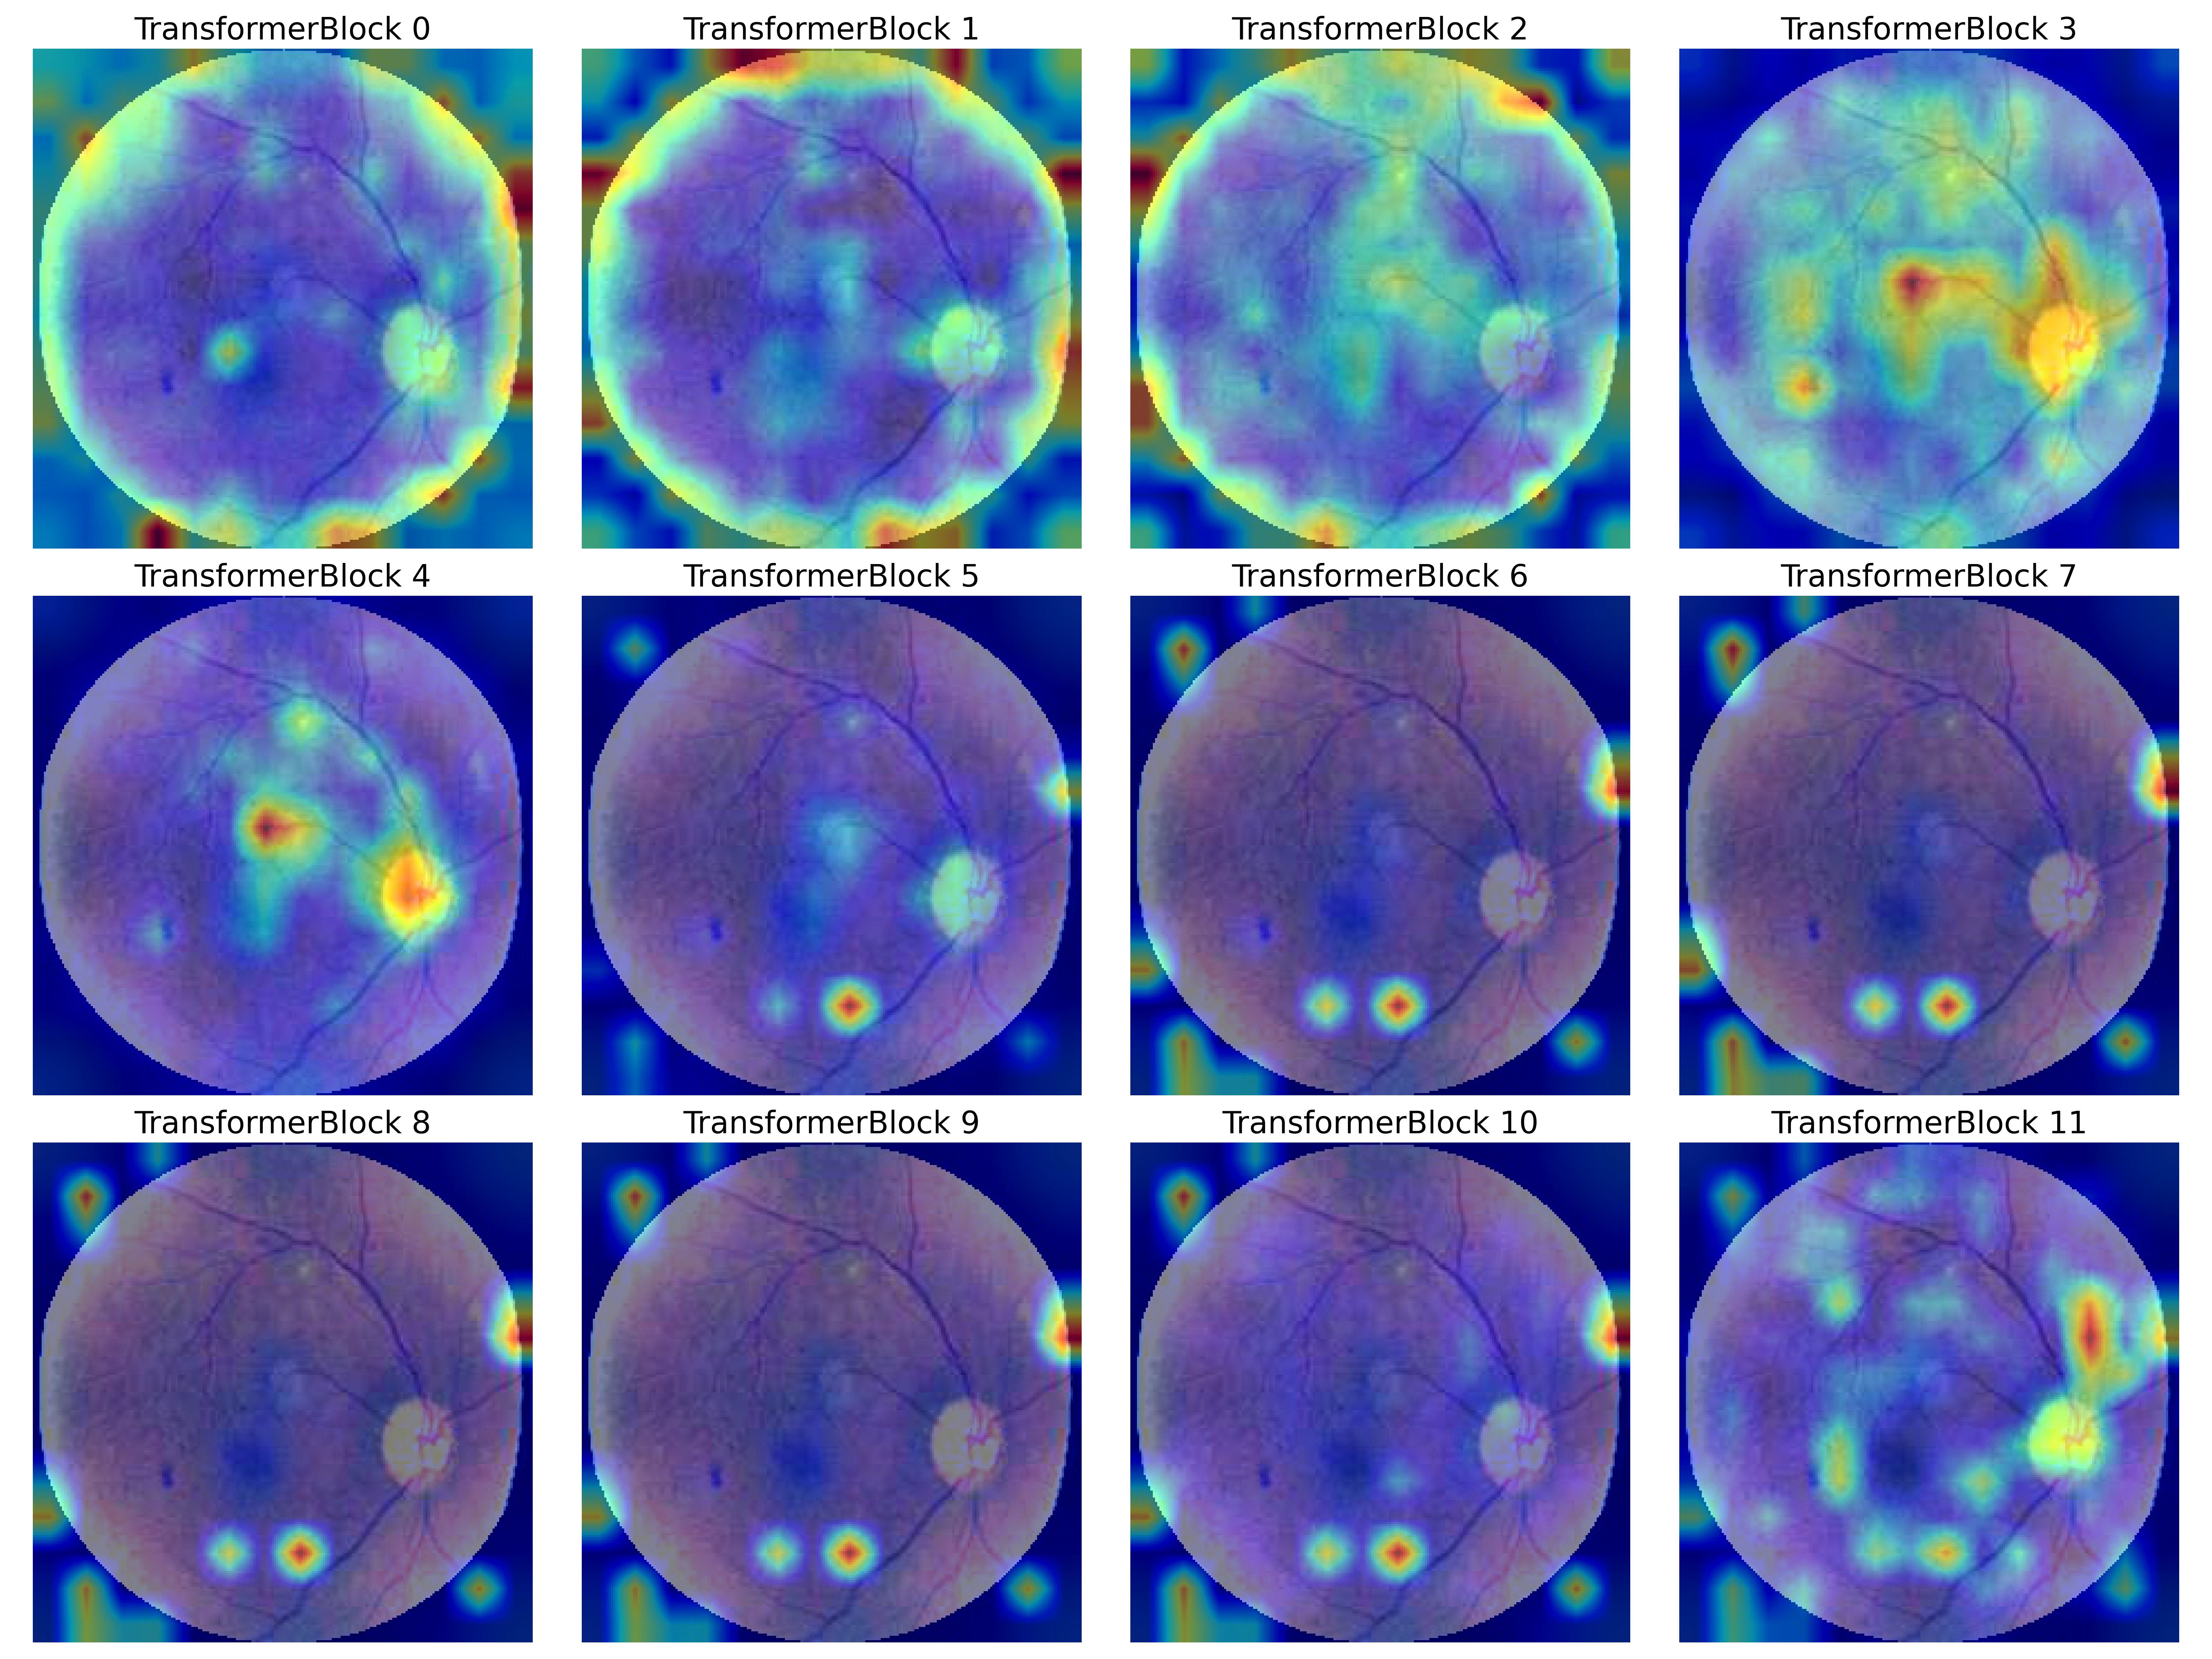 TransformerBlock 0
TransformerBlock 1
TransformerBlock 2
TransformerBlock 3
TransformerBlock 4
TransformerBlock 5
TransformerBlock 6
TransformerBlock 7
TransformerBlock 8
TransformerBlock 9
TransformerBlock 10
TransformerBlock 11